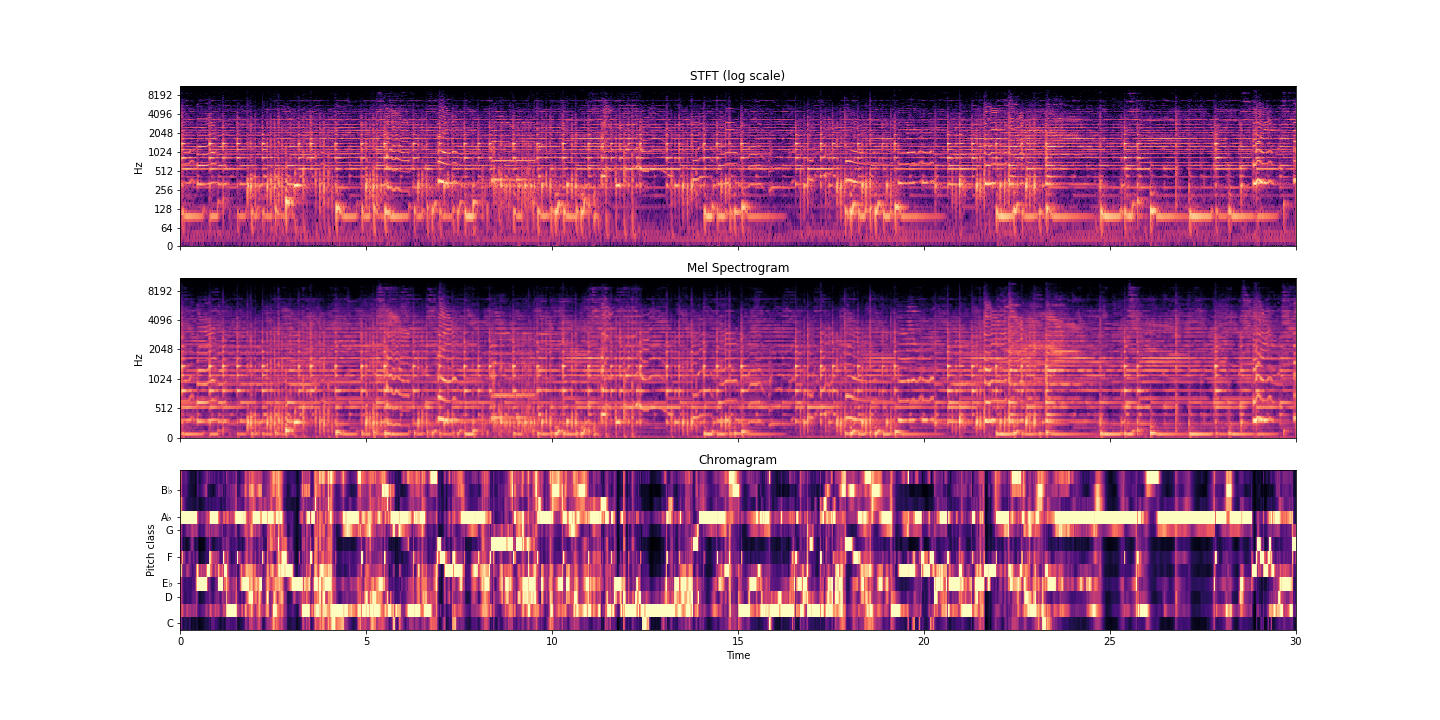 STFT (log scale)
8192
4096
2048
1024
512
256
128
64
0
Hz
Mel Spectrogram
8192
4096
2048
1024
512
0
Hz
Chromagram
B♭
A♭
G
F
E♭
D
C
Pitch class
0 5 10 15 20 25 30
Time